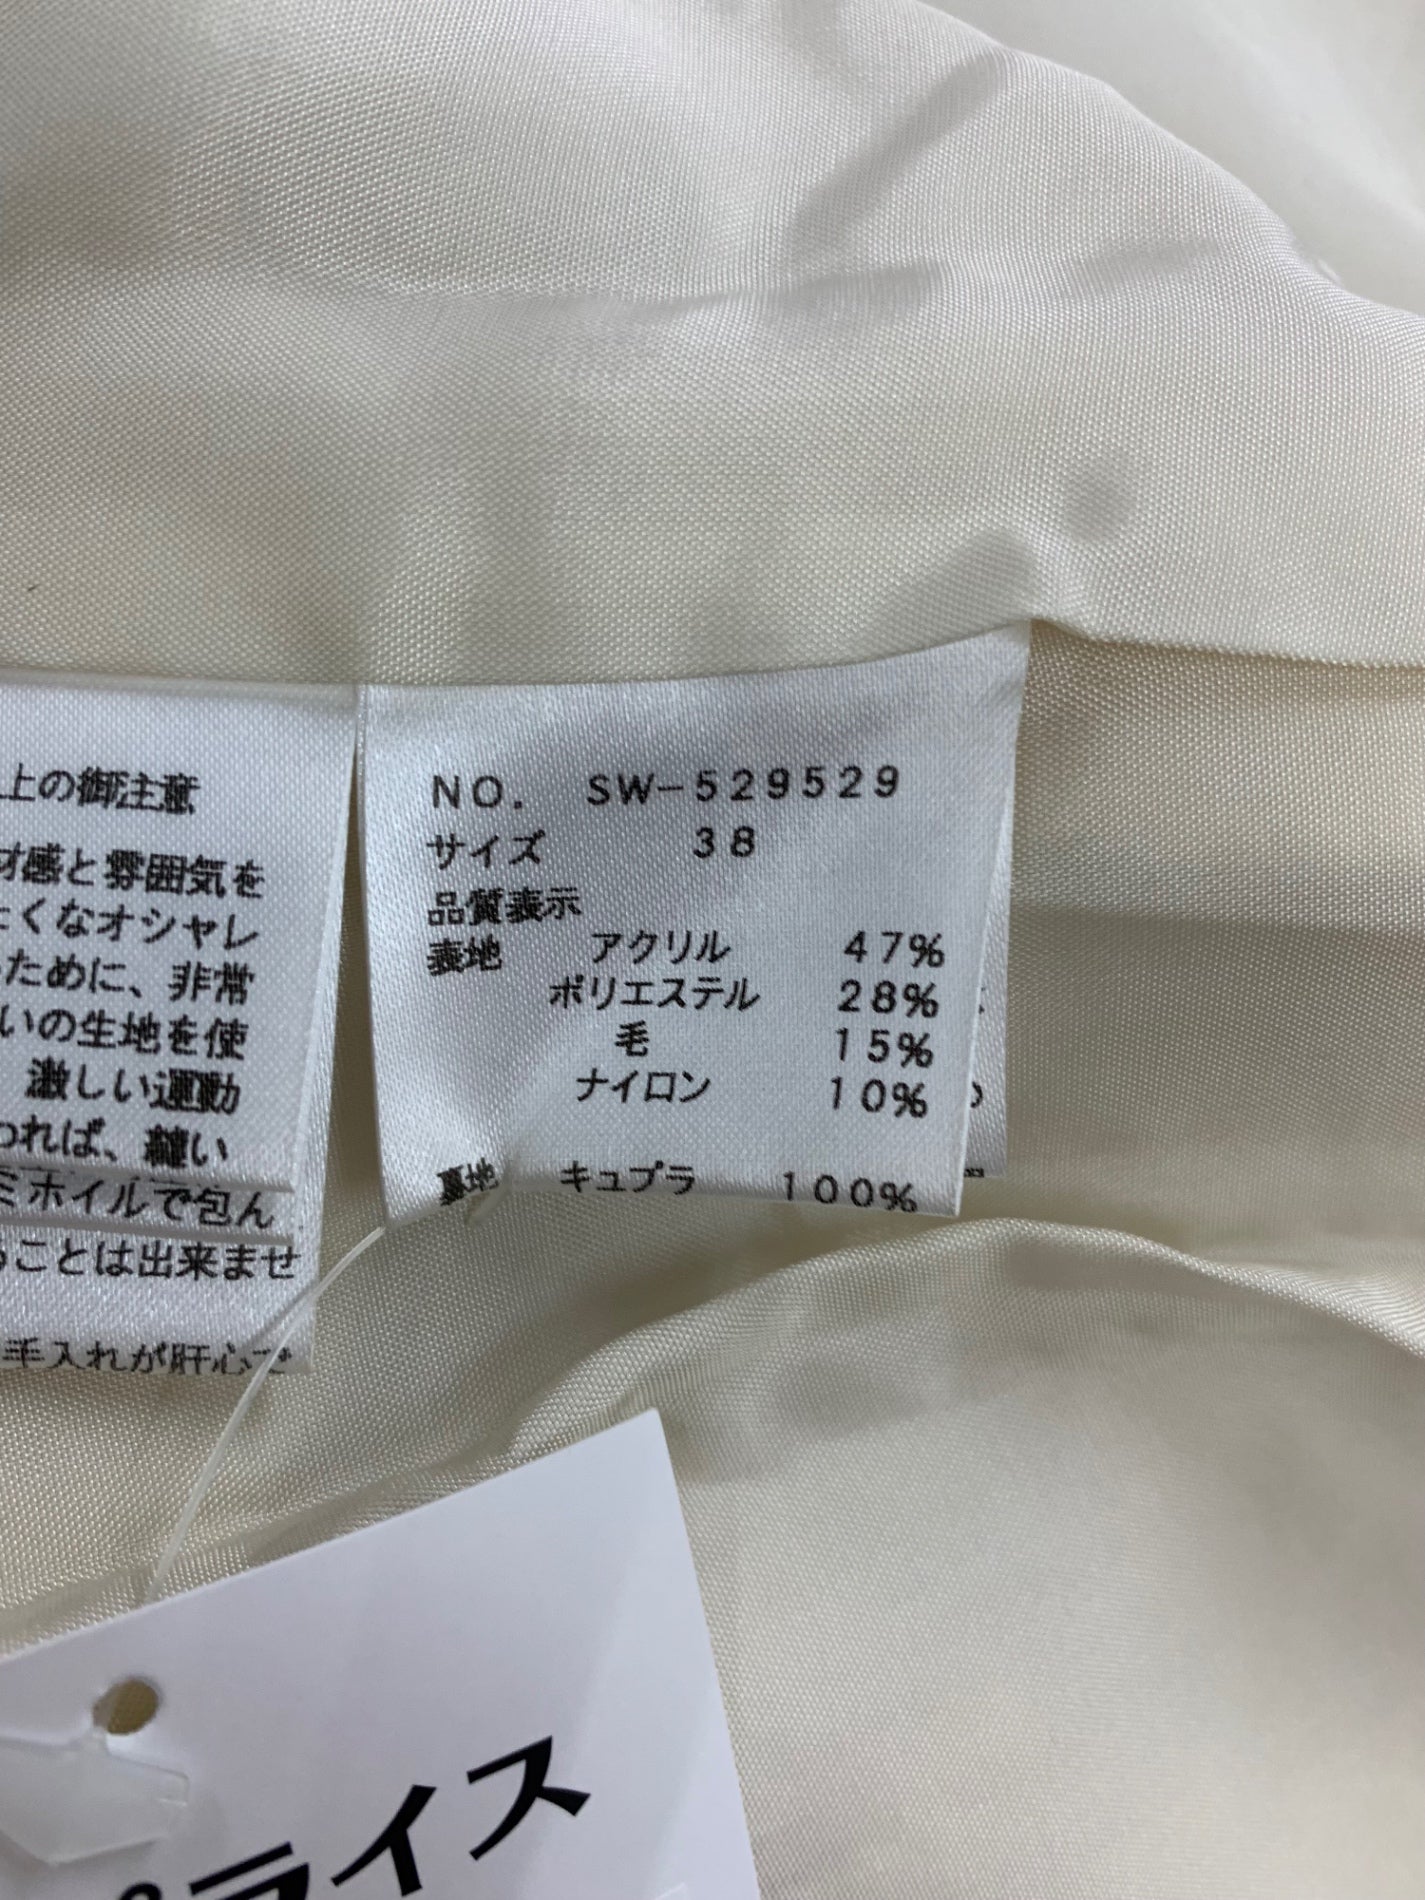 上の御注意
材感と雰囲気を
たくなオシャレ
ために、非常
いの生地を使
激しい運動
われば、縫い
ミホイルで包ん
ることは出来ませ
手入れが肝心で
NO. SW-529529
サイズ 38
品質表示
表地 アクリル 47%
ポリエステル 28%
毛 15%
ナイロン 10%
裏地 キュプラ 100%
プライス